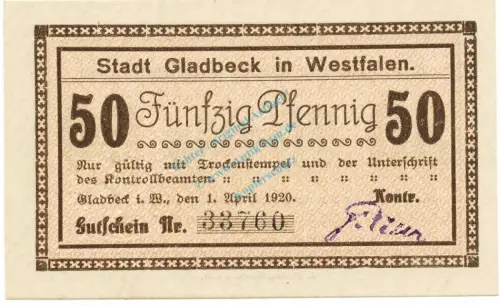 Stadt Gladbeck in Westfalen.
50 Fünfzig Pfennig 50
Nur gültig mit Trockenstempel und der Unterschrift
des Kontrollbeamten " " " " " " " "
Gladbeck i. W., den 1. April 1920. Kontr.
Gutschein Nr. 33760